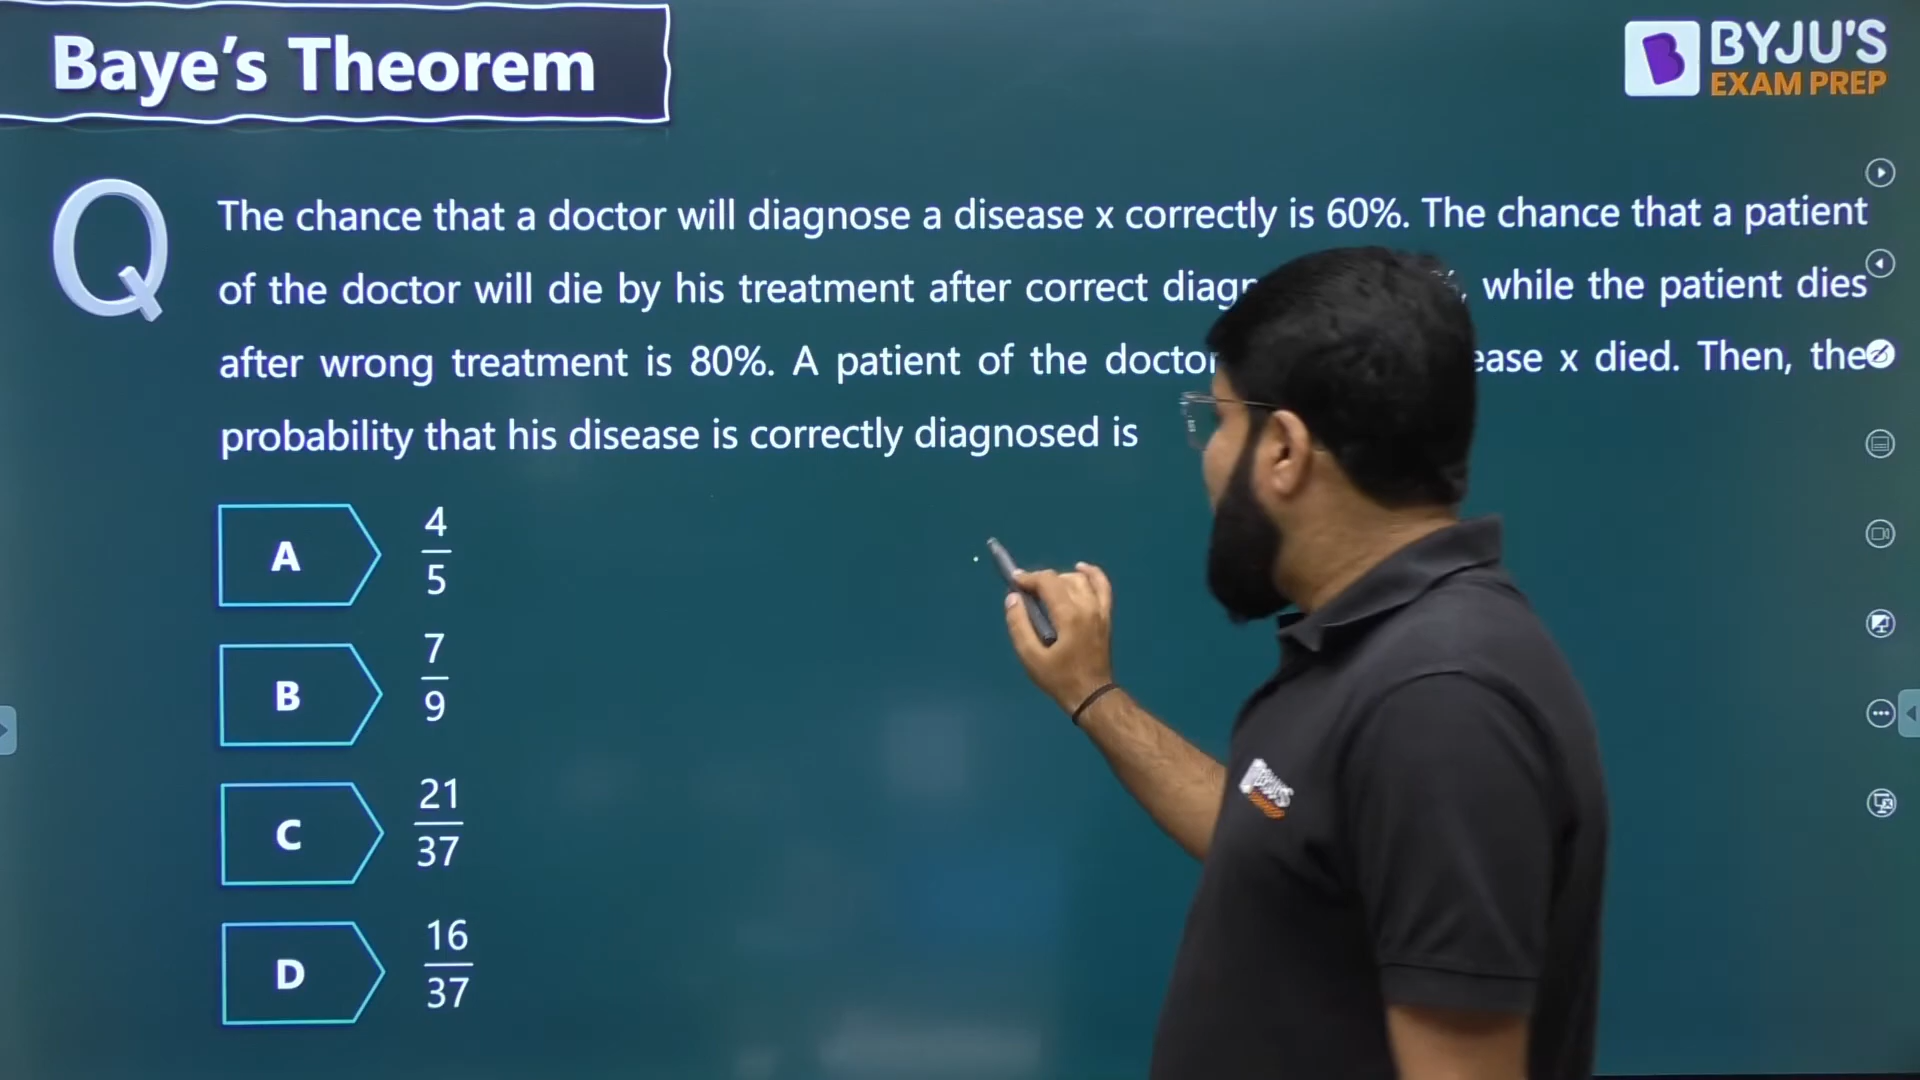 Baye's Theorem
BYJU'S
EXAM PREP
Q
The chance that a doctor will diagnose a disease x correctly is 60%. The chance that a patient
of the doctor will die by his treatment after correct diagn %, while the patient dies
after wrong treatment is 80%. A patient of the doctor ease x died. Then, the
probability that his disease is correctly diagnosed is
A 4/5
B 7/9
C 21/37
D 16/37
BYJU'S